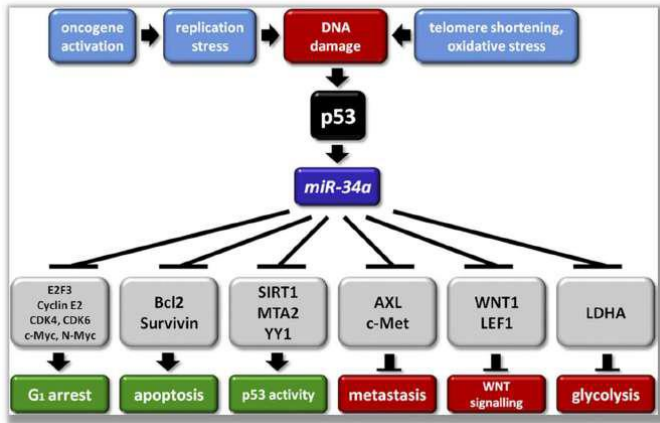 oncogene
activation
replication
stress
DNA
damage
telomere shortening,
oxidative stress
p53
miR-34a
E2F3
Cyclin E2
CDK4, CDK6
c-Myc, N-Myc
Bcl2
Survivin
SIRT1
MTA2
YY1
AXL
c-Met
WNT1
LEF1
LDHA
G₁ arrest
apoptosis
p53 activity
metastasis
WNT
signalling
glycolysis